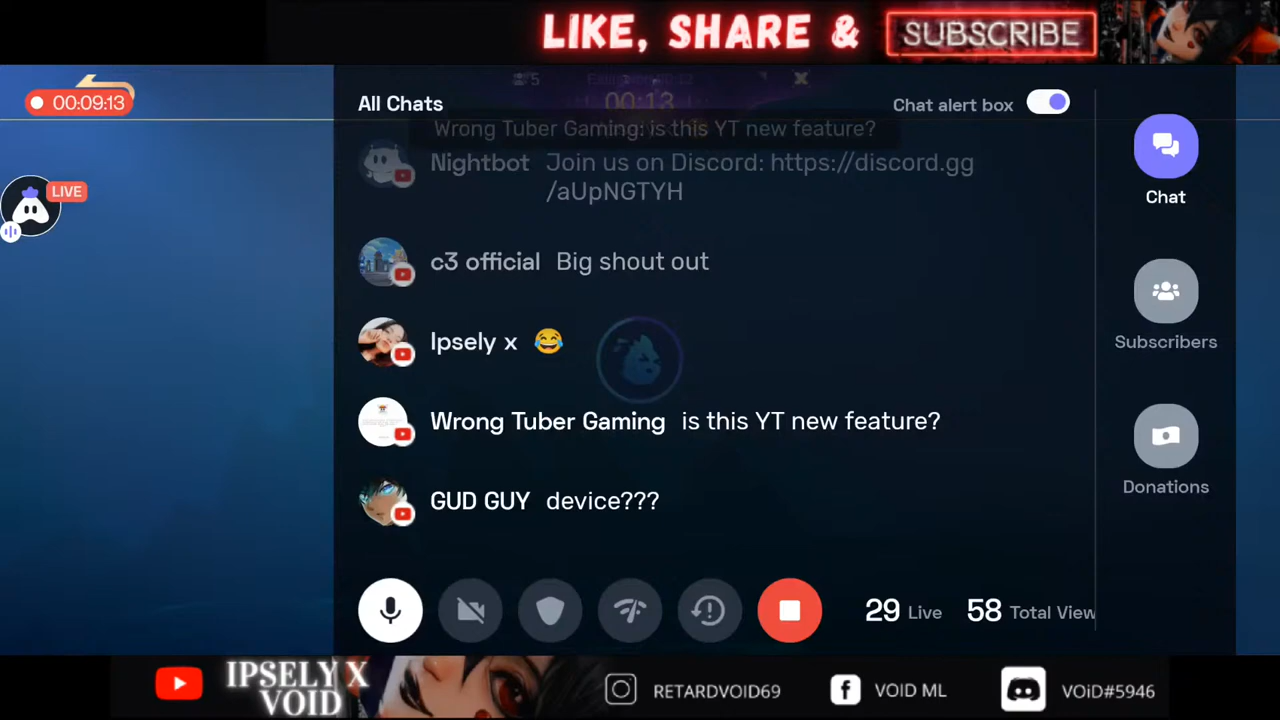 LIKE, SHARE & SUBSCRIBE
00:09:13
All Chats
Chat alert box
5
00:13
Wrong Tuber Gaming: is this YT new feature?
Nightbot Join us on Discord: https://discord.gg
/aUpNGTYH
LIVE
Chat
c3 official Big shout out
Ipsely x 😂
Subscribers
Wrong Tuber Gaming is this YT new feature?
GUD GUY device???
Donations
29 Live 58 Total View
IPSELY X
VOID
RETARDVOID69
VOID ML
VOiD#5946